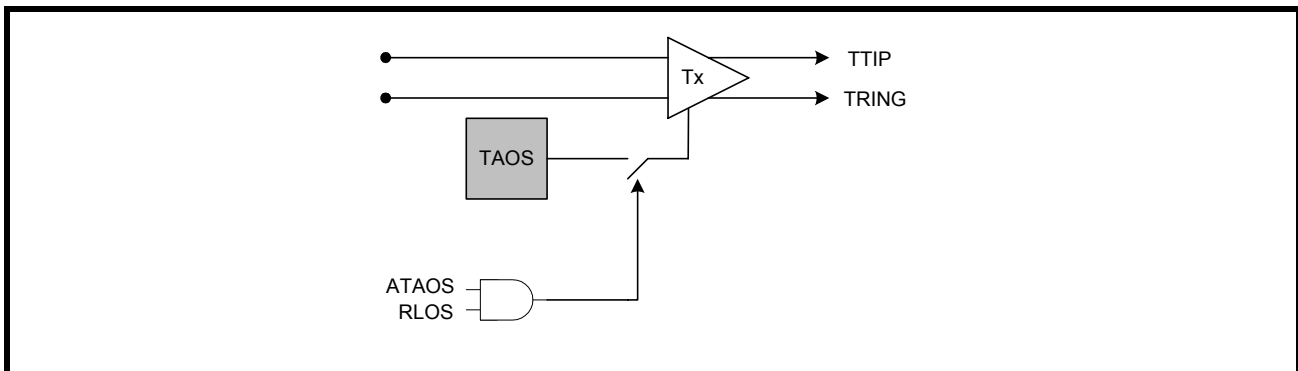 TTIP
Tx
TRING
TAOS
ATAOS
RLOS